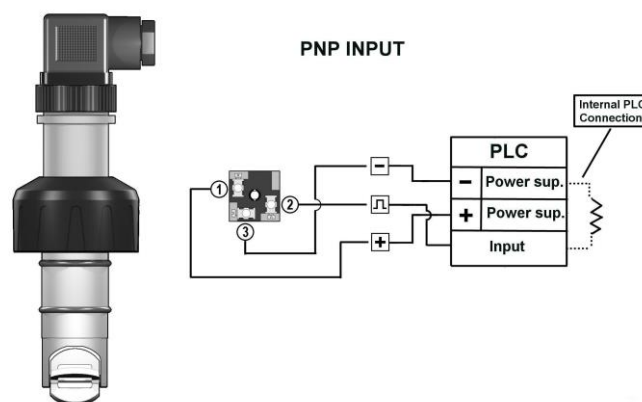 PNP INPUT
Internal PLC
Connection
PLC
− Power sup.
+ Power sup.
Input
1
2
3
−
+